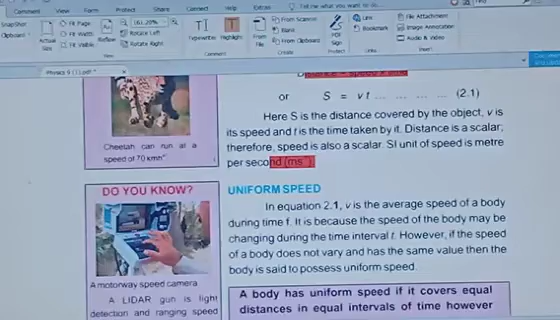 Comment View Form Protect Share Connect Help Extras Tell me what you want to do...
SnapShot
Clipboard
Actual Size
Fit Page
Fit Width
Fit Visible
Reflow
161.20%
Rotate Left
Rotate Right
Typewriter
Highlight
From File
From Scanner
Blank
From Clipboard
PDF Sign
Link
Bookmark
File Attachment
Image Annotation
Audio & Video
Comment
Create
Protect
Links
Insert
or S = vt ... ... ... ... (2.1)
Here S is the distance covered by the object, v is
its speed and t is the time taken by it. Distance is a scalar;
therefore, speed is also a scalar. SI unit of speed is metre
per second (ms⁻¹).
Cheetah can run at a
speed of 70 kmh⁻¹
DO YOU KNOW?
A motorway speed camera
A LIDAR gun is light
detection and ranging speed
UNIFORM SPEED
In equation 2.1, v is the average speed of a body
during time t. It is because the speed of the body may be
changing during the time interval t. However, if the speed
of a body does not vary and has the same value then the
body is said to possess uniform speed.
A body has uniform speed if it covers equal
distances in equal intervals of time however